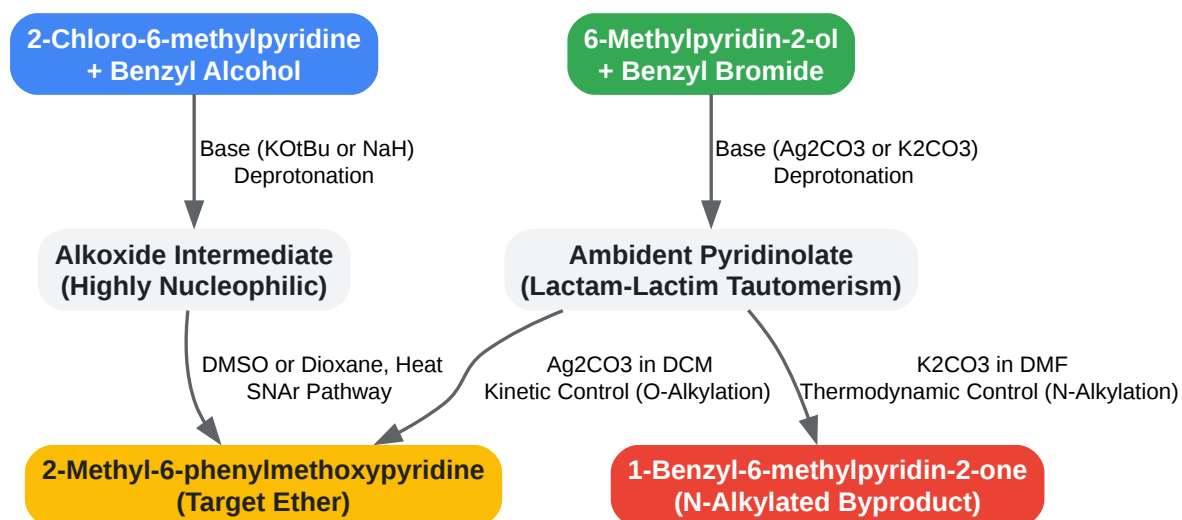 2-Chloro-6-methylpyridine
+ Benzyl Alcohol
6-Methylpyridin-2-ol
+ Benzyl Bromide
Base (KOtBu or NaH)
Deprotonation
Base (Ag2CO3 or K2CO3)
Deprotonation
Alkoxide Intermediate
(Highly Nucleophilic)
Ambident Pyridinolate
(Lactam-Lactim Tautomerism)
DMSO or Dioxane, Heat
SNAr Pathway
Ag2CO3 in DCM
Kinetic Control (O-Alkylation)
K2CO3 in DMF
Thermodynamic Control (N-Alkylation)
2-Methyl-6-phenylmethoxypyridine
(Target Ether)
1-Benzyl-6-methylpyridin-2-one
(N-Alkylated Byproduct)